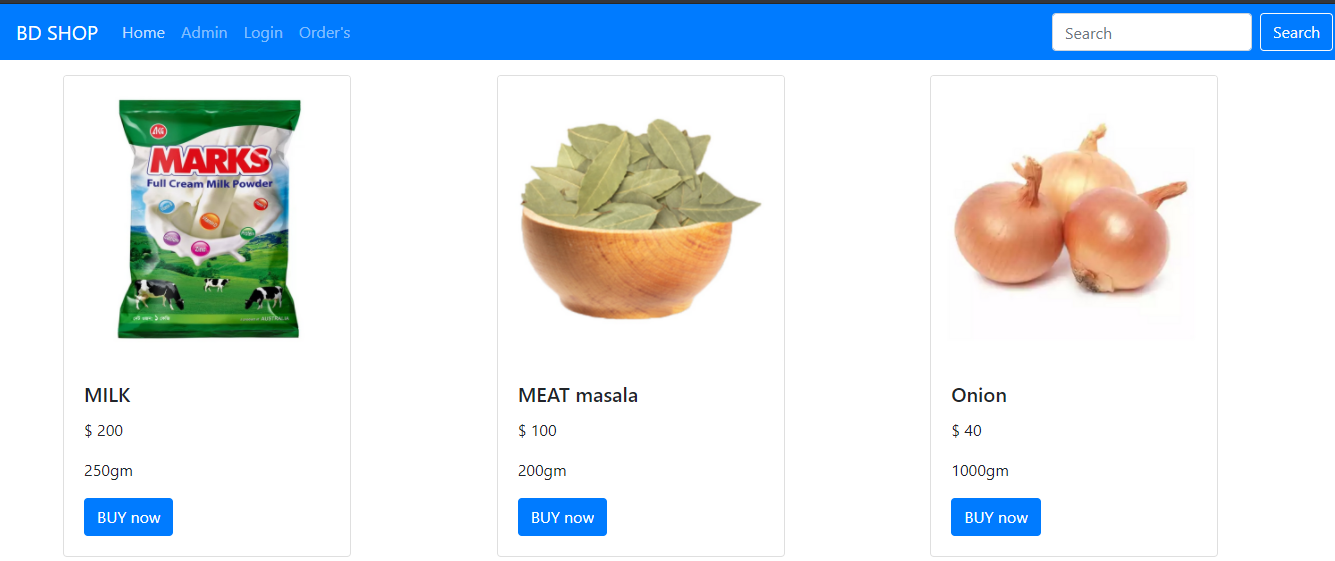 BD SHOP Home Admin Login Order's Search Search
MARKS
Full Cream Milk Powder
AUSTRALIA
MILK
$ 200
250gm
BUY now
MEAT masala
$ 100
200gm
BUY now
Onion
$ 40
1000gm
BUY now